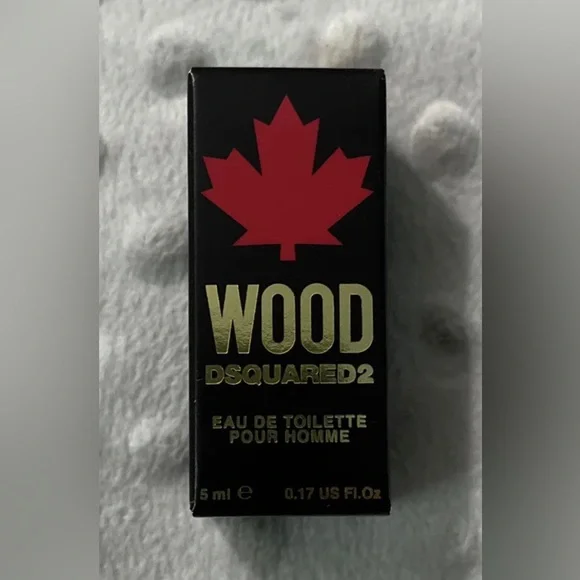 WOOD
DSQUARED2
EAU DE TOILETTE
POUR HOMME
5 ml ℮ 0.17 US Fl.Oz